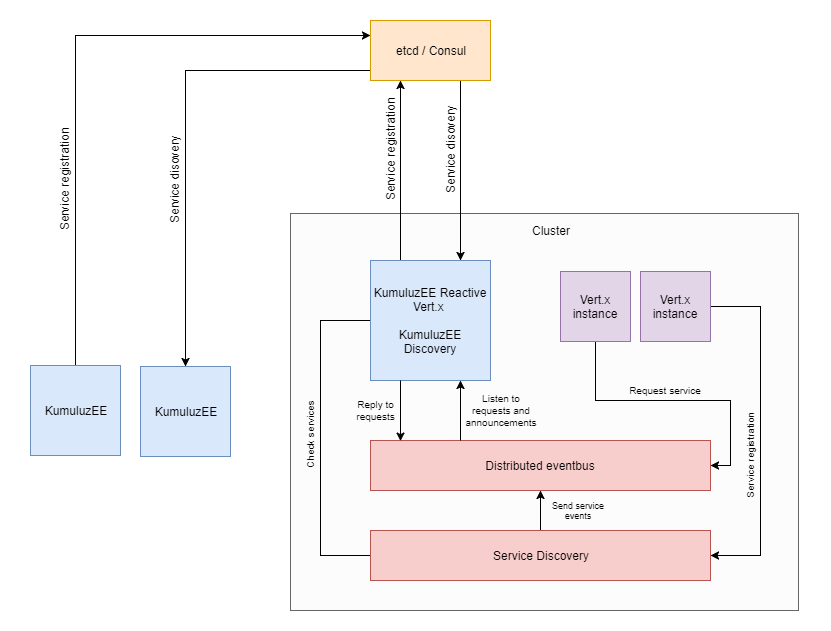 etcd / Consul
Service registration
Service disovery
Service registration
Service disovery
Cluster
KumuluzEE Reactive
Vert.x
KumuluzEE
Discovery
Vert.x
instance
Vert.x
instance
KumuluzEE
KumuluzEE
Check services
Reply to
requests
Listen to
requests and
announcements
Request service
Service registration
Distributed eventbus
Send service
events
Service Discovery